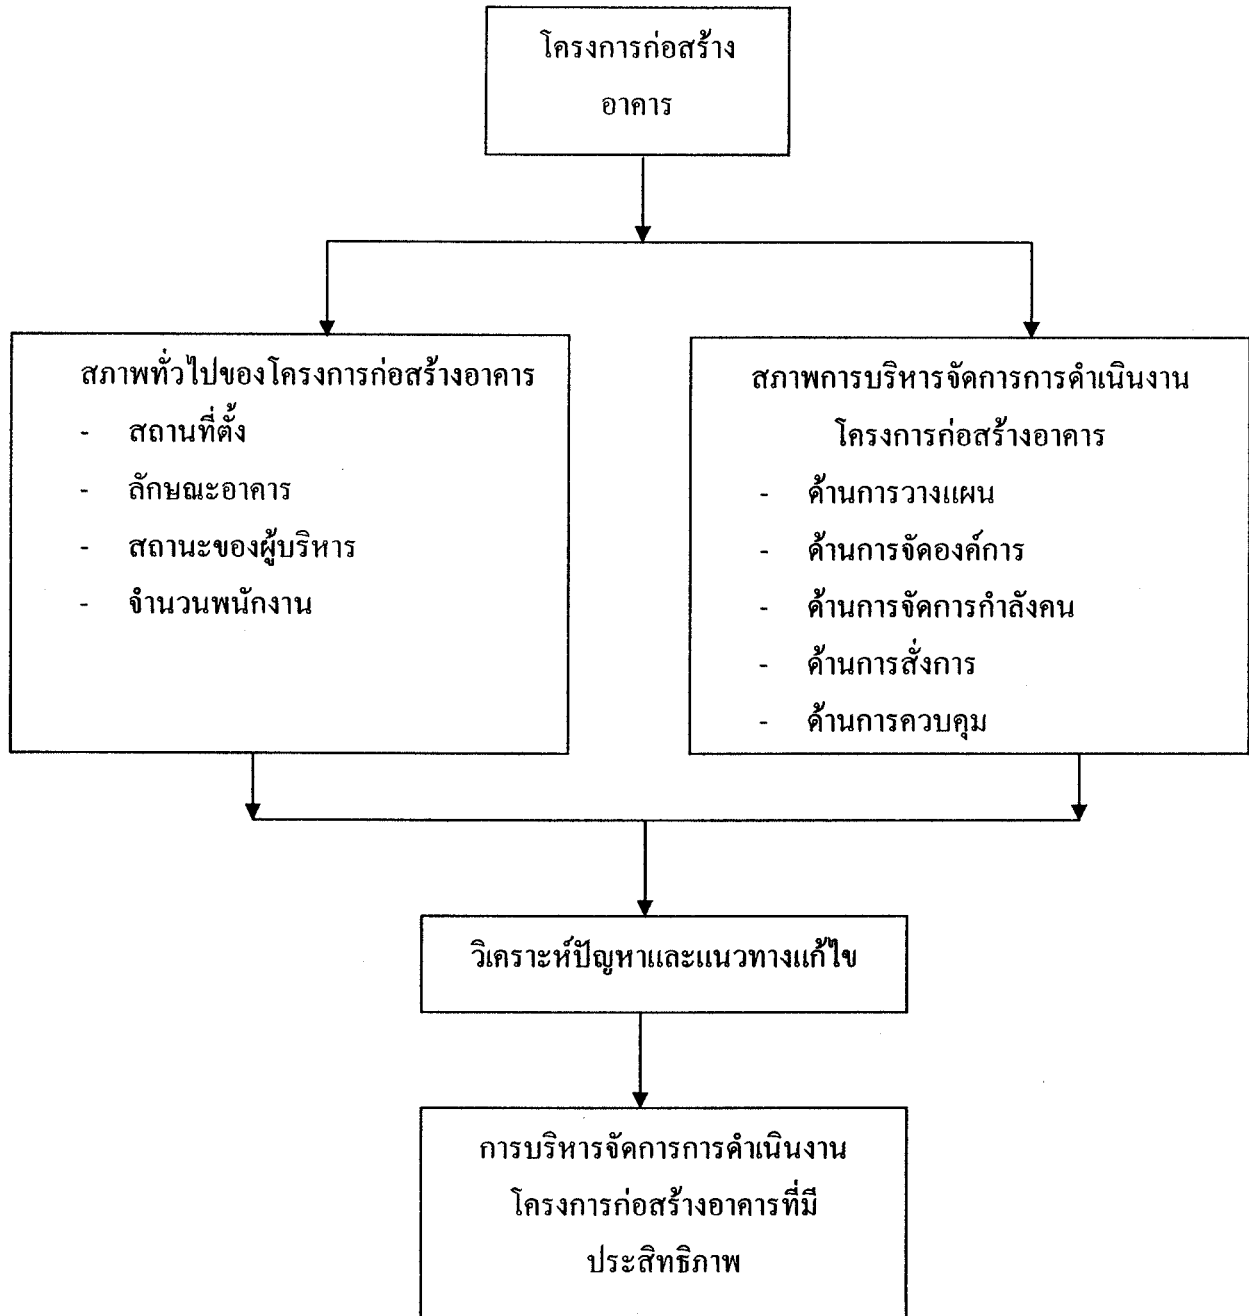 โครงการก่อสร้าง
อาคาร
สภาพทั่วไปของโครงการก่อสร้างอาคาร
- สถานที่ตั้ง
- ลักษณะอาคาร
- สถานะของผู้บริหาร
- จำนวนพนักงาน
สภาพการบริหารจัดการการดำเนินงาน
โครงการก่อสร้างอาคาร
- ด้านการวางแผน
- ด้านการจัดองค์การ
- ด้านการจัดการกำลังคน
- ด้านการสั่งการ
- ด้านการควบคุม
วิเคราะห์ปัญหาและแนวทางแก้ไข
การบริหารจัดการการดำเนินงาน
โครงการก่อสร้างอาคารที่มี
ประสิทธิภาพ